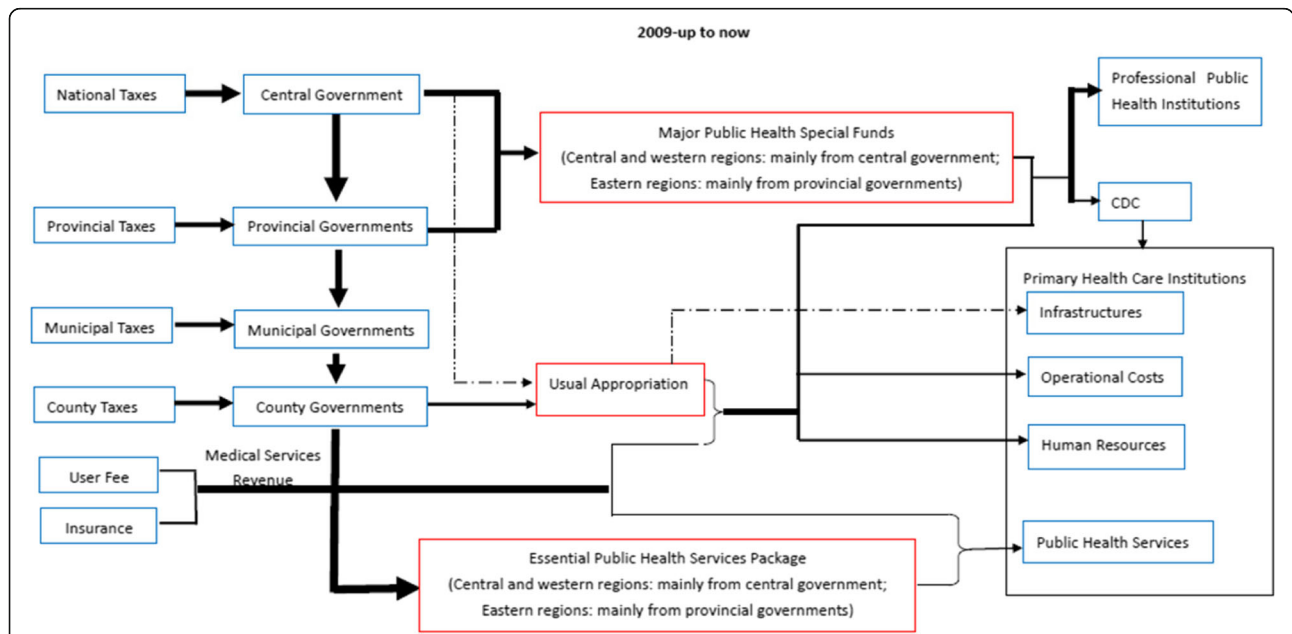 2009-up to now
National Taxes
Central Government
Professional Public
Health Institutions
Major Public Health Special Funds
(Central and western regions: mainly from central government;
Eastern regions: mainly from provincial governments)
Provincial Taxes
Provincial Governments
CDC
Primary Health Care Institutions
Infrastructures
Municipal Taxes
Municipal Governments
Usual Appropriation
Operational Costs
County Taxes
County Governments
Human Resources
Medical Services
Revenue
User Fee
Insurance
Public Health Services
Essential Public Health Services Package
(Central and western regions: mainly from central government;
Eastern regions: mainly from provincial governments)